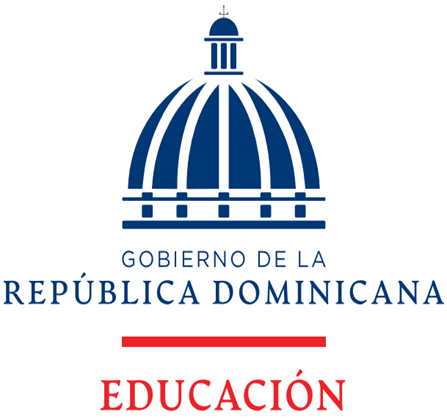 GOBIERNO DE LA
REPÚBLICA DOMINICANA
EDUCACIÓN